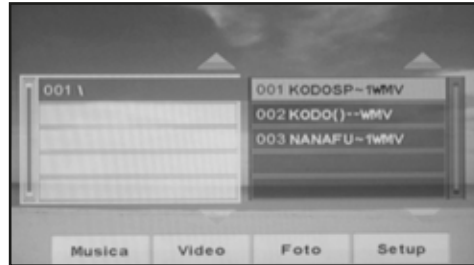 001 \
001 KODOSP~1WMV
002 KODO()--WMV
003 NANAFU~1WMV
Musica Video Foto Setup